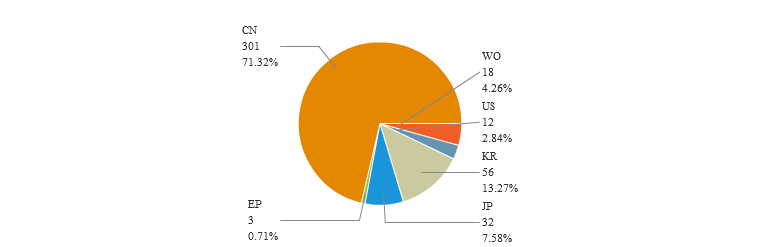 CN
301
71.32%
WO
18
4.26%
US
12
2.84%
KR
56
13.27%
JP
32
7.58%
EP
3
0.71%